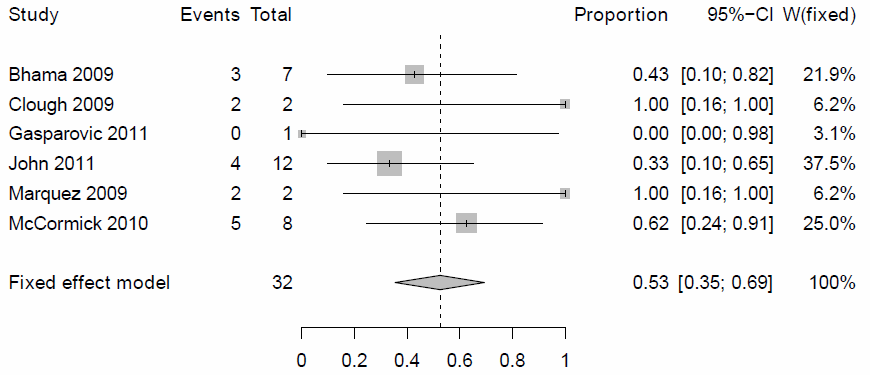 Study Events Total Proportion 95%−CI W(fixed)
Bhama 2009 3 7 0.43 [0.10; 0.82] 21.9%
Clough 2009 2 2 1.00 [0.16; 1.00] 6.2%
Gasparovic 2011 0 1 0.00 [0.00; 0.98] 3.1%
John 2011 4 12 0.33 [0.10; 0.65] 37.5%
Marquez 2009 2 2 1.00 [0.16; 1.00] 6.2%
McCormick 2010 5 8 0.62 [0.24; 0.91] 25.0%
Fixed effect model 32 0.53 [0.35; 0.69] 100%
0 0.2 0.4 0.6 0.8 1